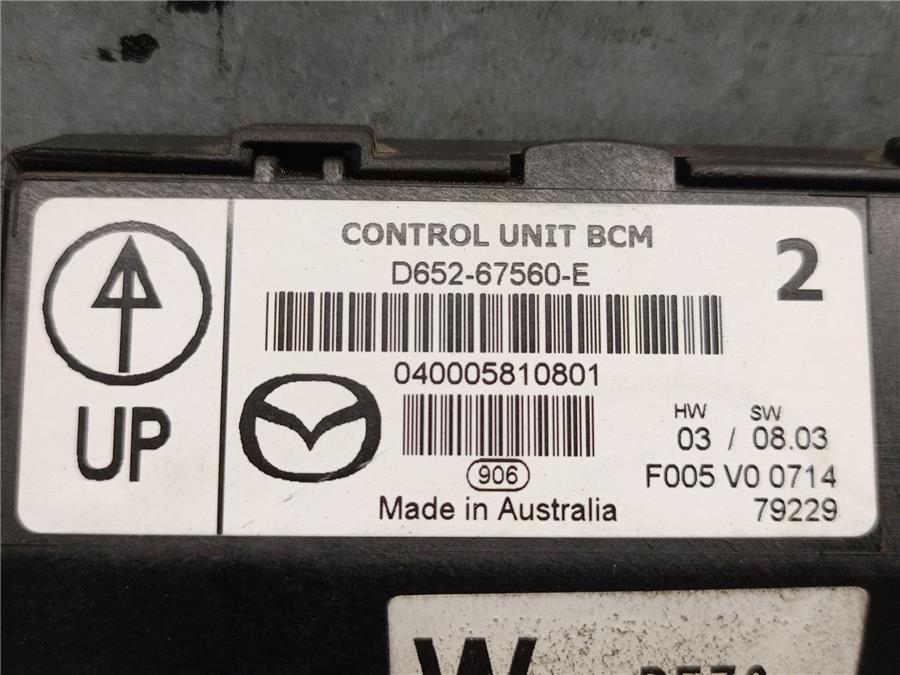 UP
CONTROL UNIT BCM
D652-67560-E
2
040005810801
HW SW
03 / 08.03
906
F005 V0 0714
Made in Australia
79229
W